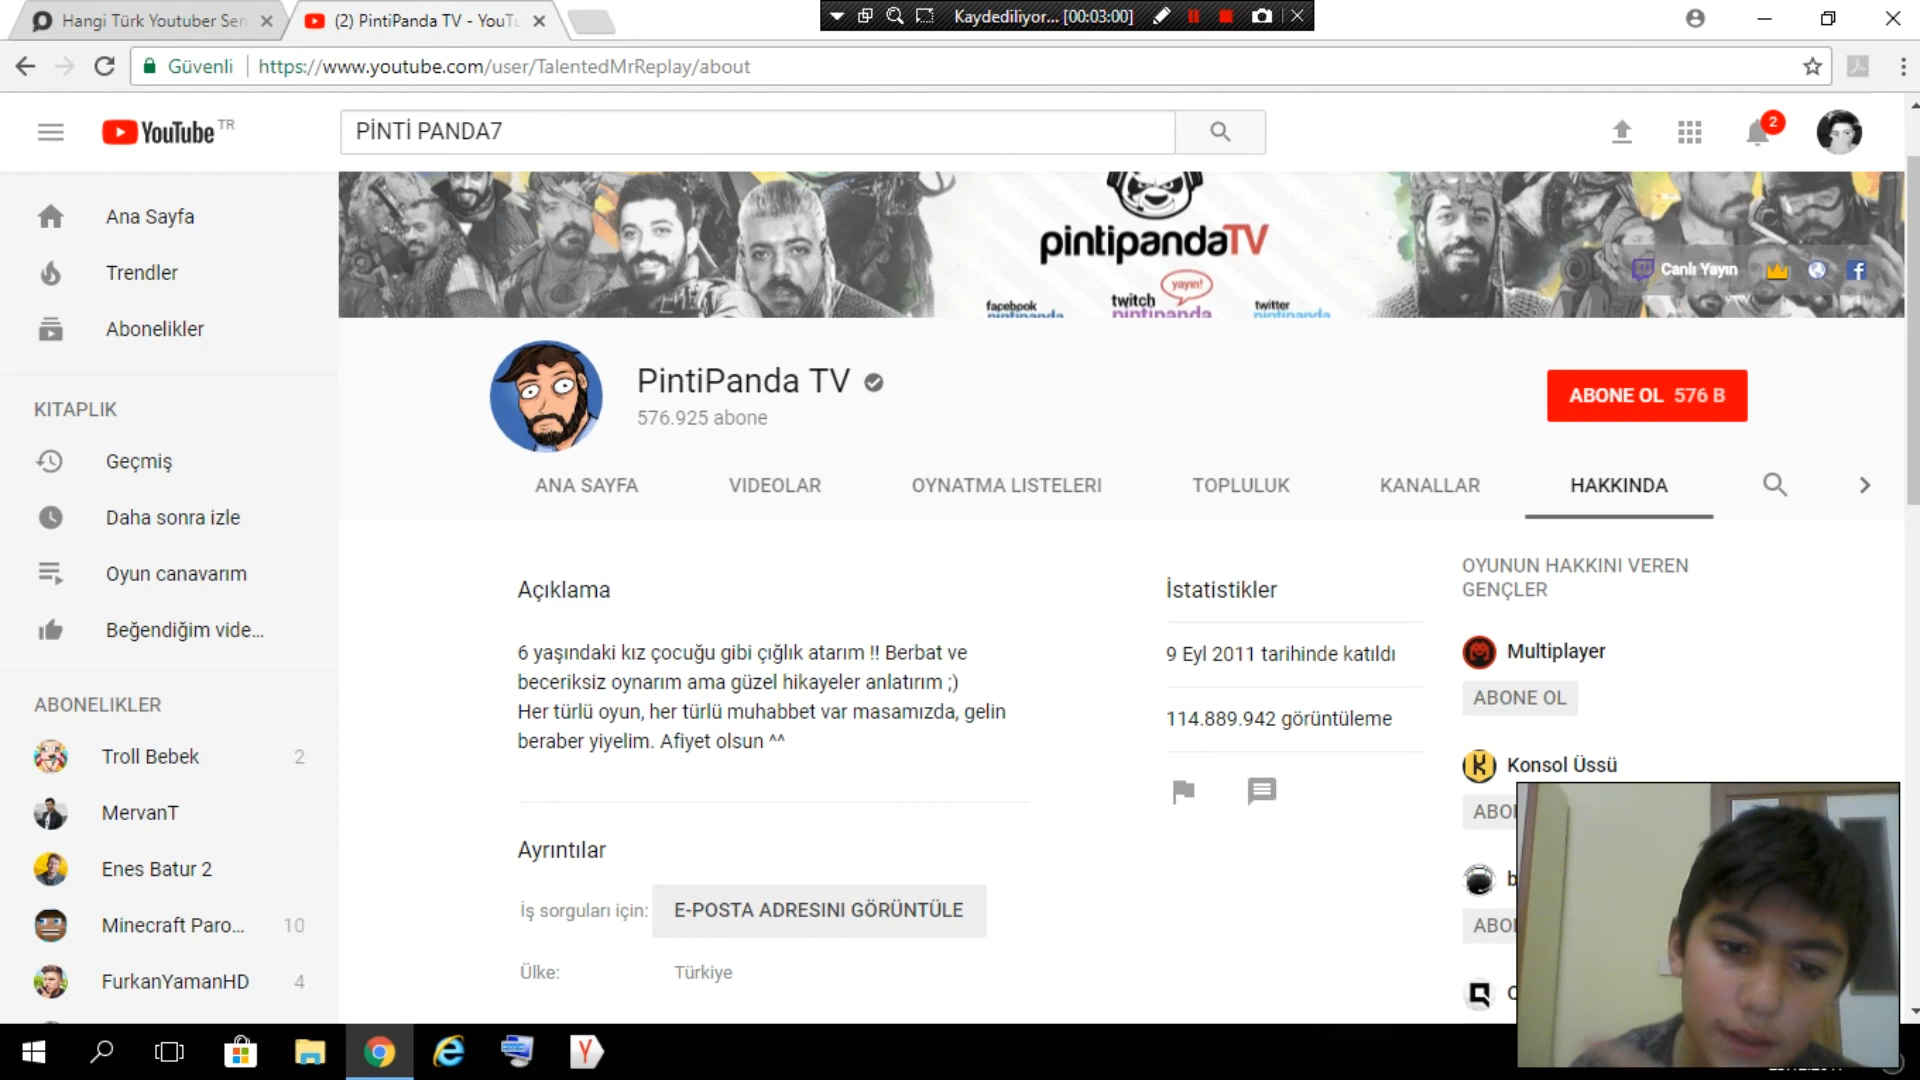 Hangi Türk Youtuber Sen
(2) PintiPanda TV - YouTu
Kaydediliyor... [00:03:00]
Güvenli
https://www.youtube.com/user/TalentedMrReplay/about
YouTube TR
PİNTİ PANDA7
2
Ana Sayfa
Trendler
Abonelikler
KITAPLIK
Geçmiş
Daha sonra izle
Oyun canavarım
Beğendiğim vide...
ABONELIKLER
Troll Bebek 2
MervanT
Enes Batur 2
Minecraft Paro... 10
FurkanYamanHD 4
pintipandaTV
facebook
pintipanda
twitch
yayın!
pintipanda
twitter
pintipanda
Canlı Yayın
PintiPanda TV
576.925 abone
ABONE OL 576 B
ANA SAYFA
VIDEOLAR
OYNATMA LISTELERI
TOPLULUK
KANALLAR
HAKKINDA
Açıklama
6 yaşındaki kız çocuğu gibi çığlık atarım !! Berbat ve
beceriksiz oynarım ama güzel hikayeler anlatırım ;)
Her türlü oyun, her türlü muhabbet var masamızda, gelin
beraber yiyelim. Afiyet olsun ^^
Ayrıntılar
İş sorguları için: E-POSTA ADRESINI GÖRÜNTÜLE
Ülke: Türkiye
İstatistikler
9 Eyl 2011 tarihinde katıldı
114.889.942 görüntüleme
OYUNUN HAKKINI VEREN
GENÇLER
Multiplayer
ABONE OL
Konsol Üssü
ABO
b
ABO